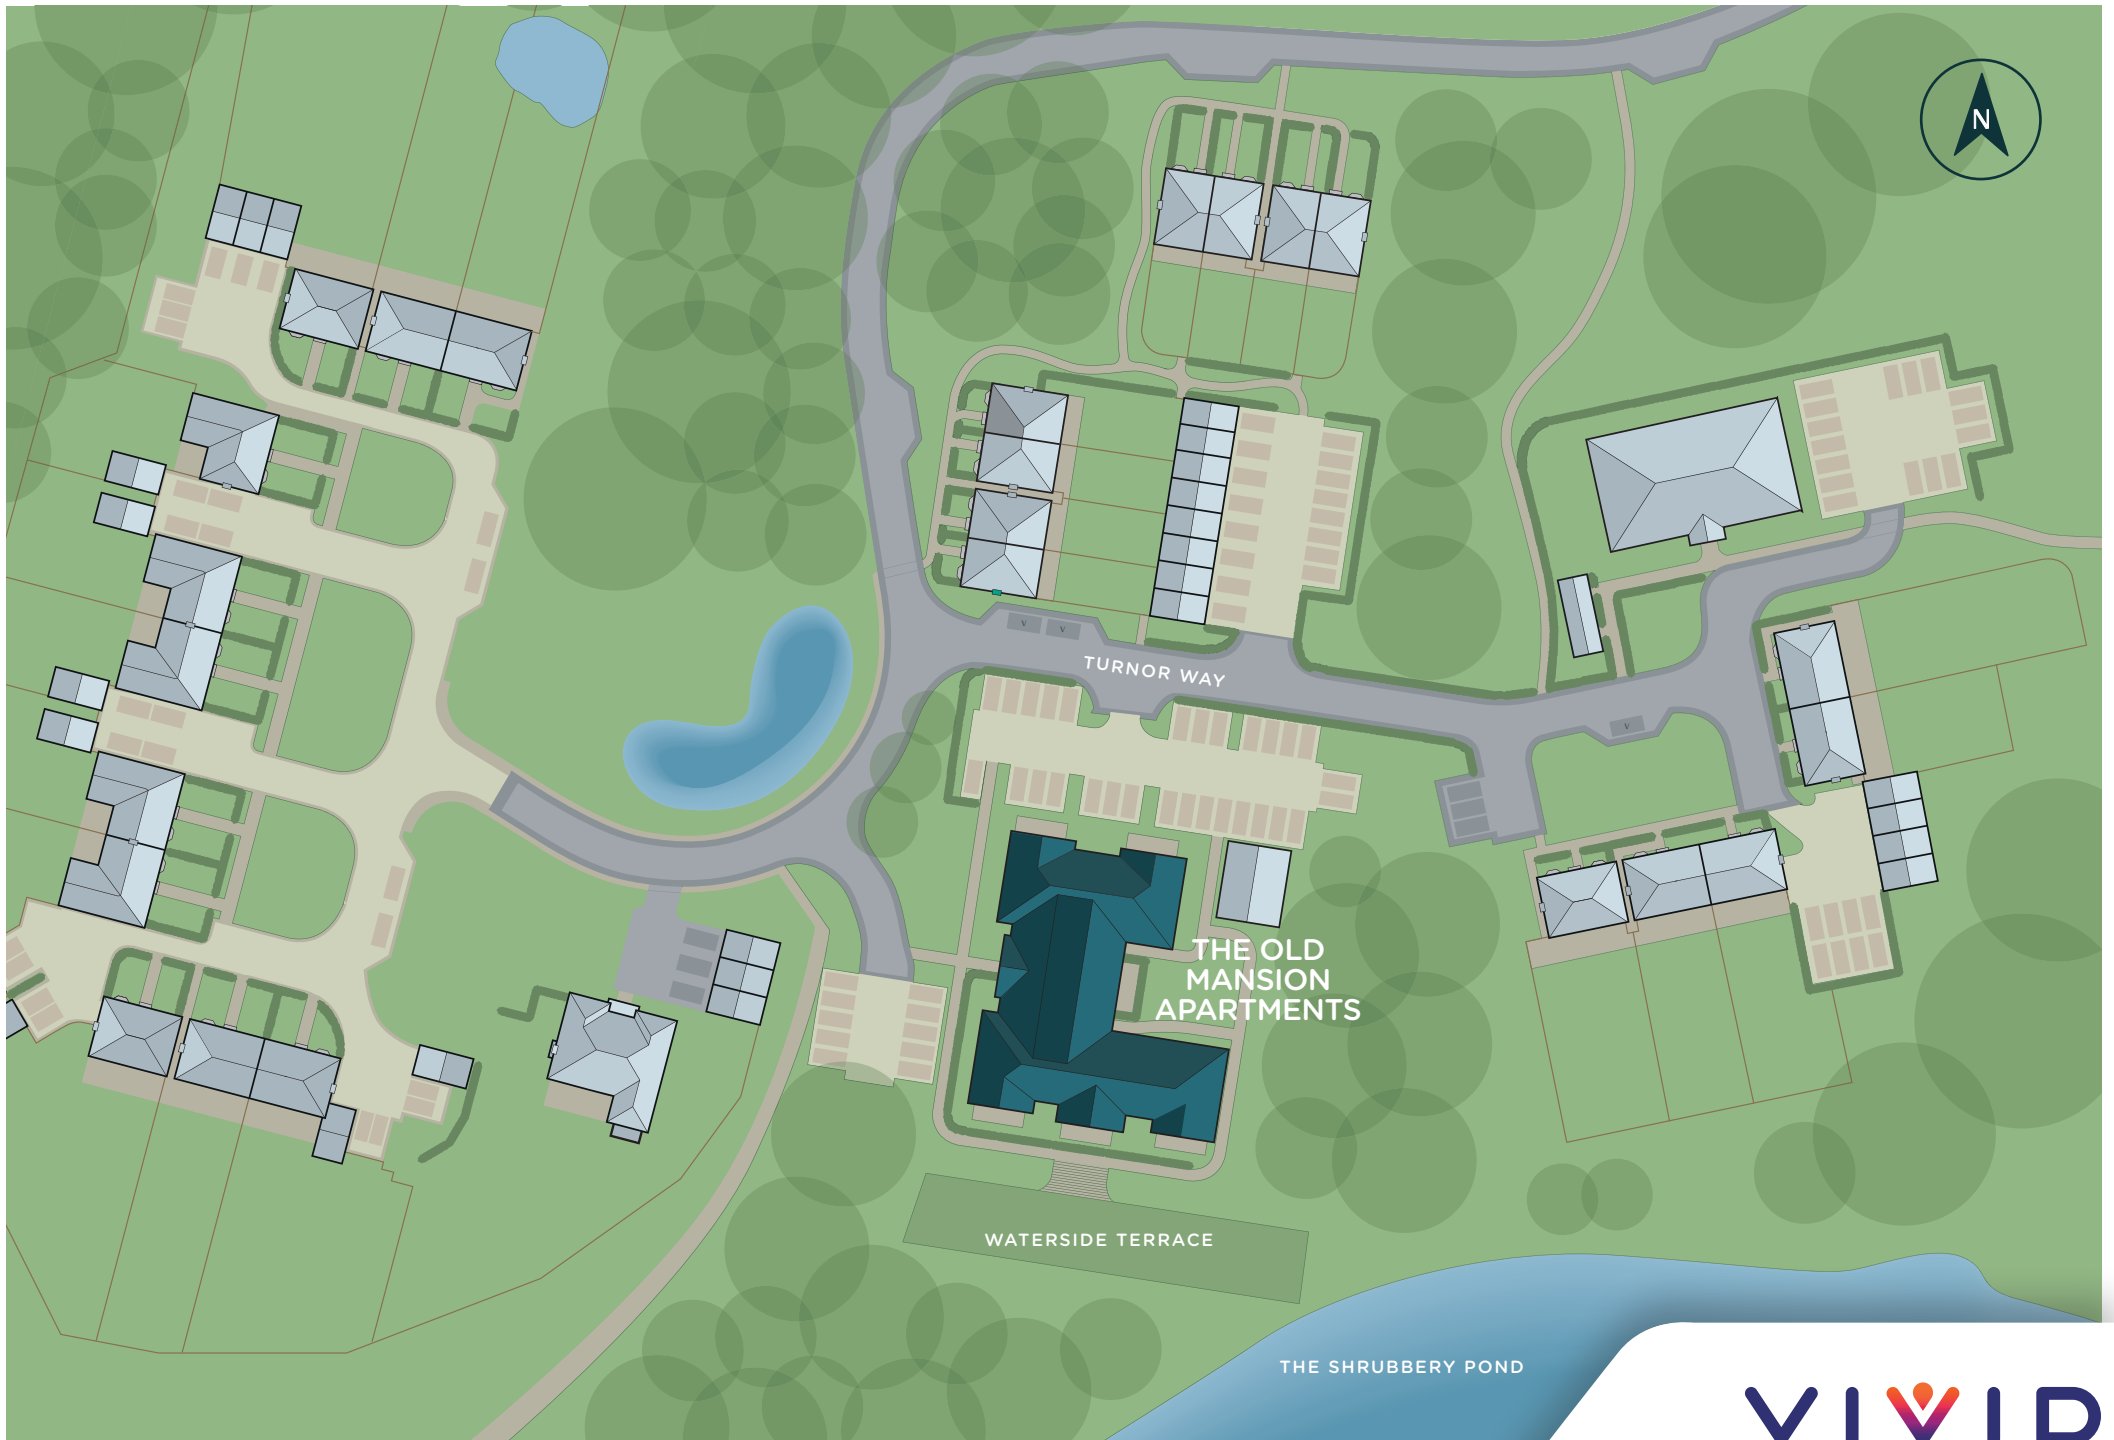 N
V V
TURNOR WAY
V
THE OLD
MANSION
APARTMENTS
WATERSIDE TERRACE
THE SHRUBBERY POND
VIVID